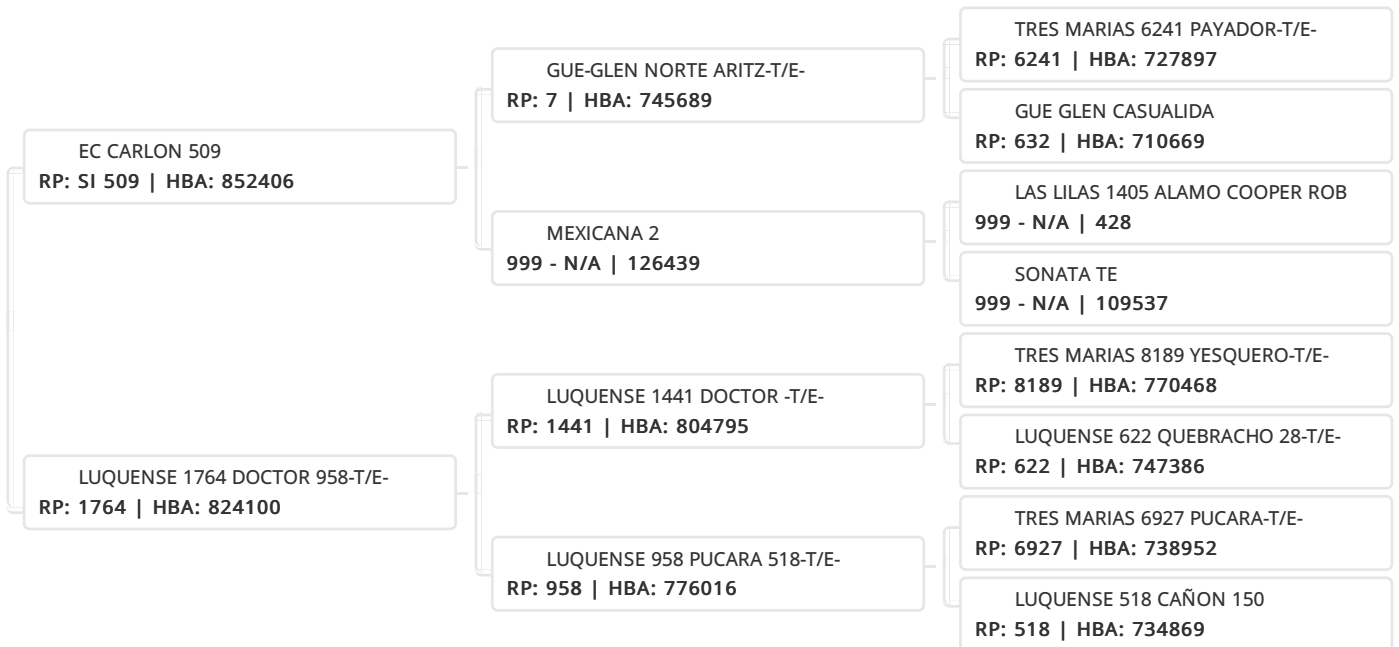 EC CARLON 509
RP: SI 509 | HBA: 852406
LUQUENSE 1764 DOCTOR 958-T/E-
RP: 1764 | HBA: 824100
GUE-GLEN NORTE ARITZ-T/E-
RP: 7 | HBA: 745689
MEXICANA 2
999 - N/A | 126439
LUQUENSE 1441 DOCTOR -T/E-
RP: 1441 | HBA: 804795
LUQUENSE 958 PUCARA 518-T/E-
RP: 958 | HBA: 776016
TRES MARIAS 6241 PAYADOR-T/E-
RP: 6241 | HBA: 727897
GUE GLEN CASUALIDA
RP: 632 | HBA: 710669
LAS LILAS 1405 ALAMO COOPER ROB
999 - N/A | 428
SONATA TE
999 - N/A | 109537
TRES MARIAS 8189 YESQUERO-T/E-
RP: 8189 | HBA: 770468
LUQUENSE 622 QUEBRACHO 28-T/E-
RP: 622 | HBA: 747386
TRES MARIAS 6927 PUCARA-T/E-
RP: 6927 | HBA: 738952
LUQUENSE 518 CAÑON 150
RP: 518 | HBA: 734869